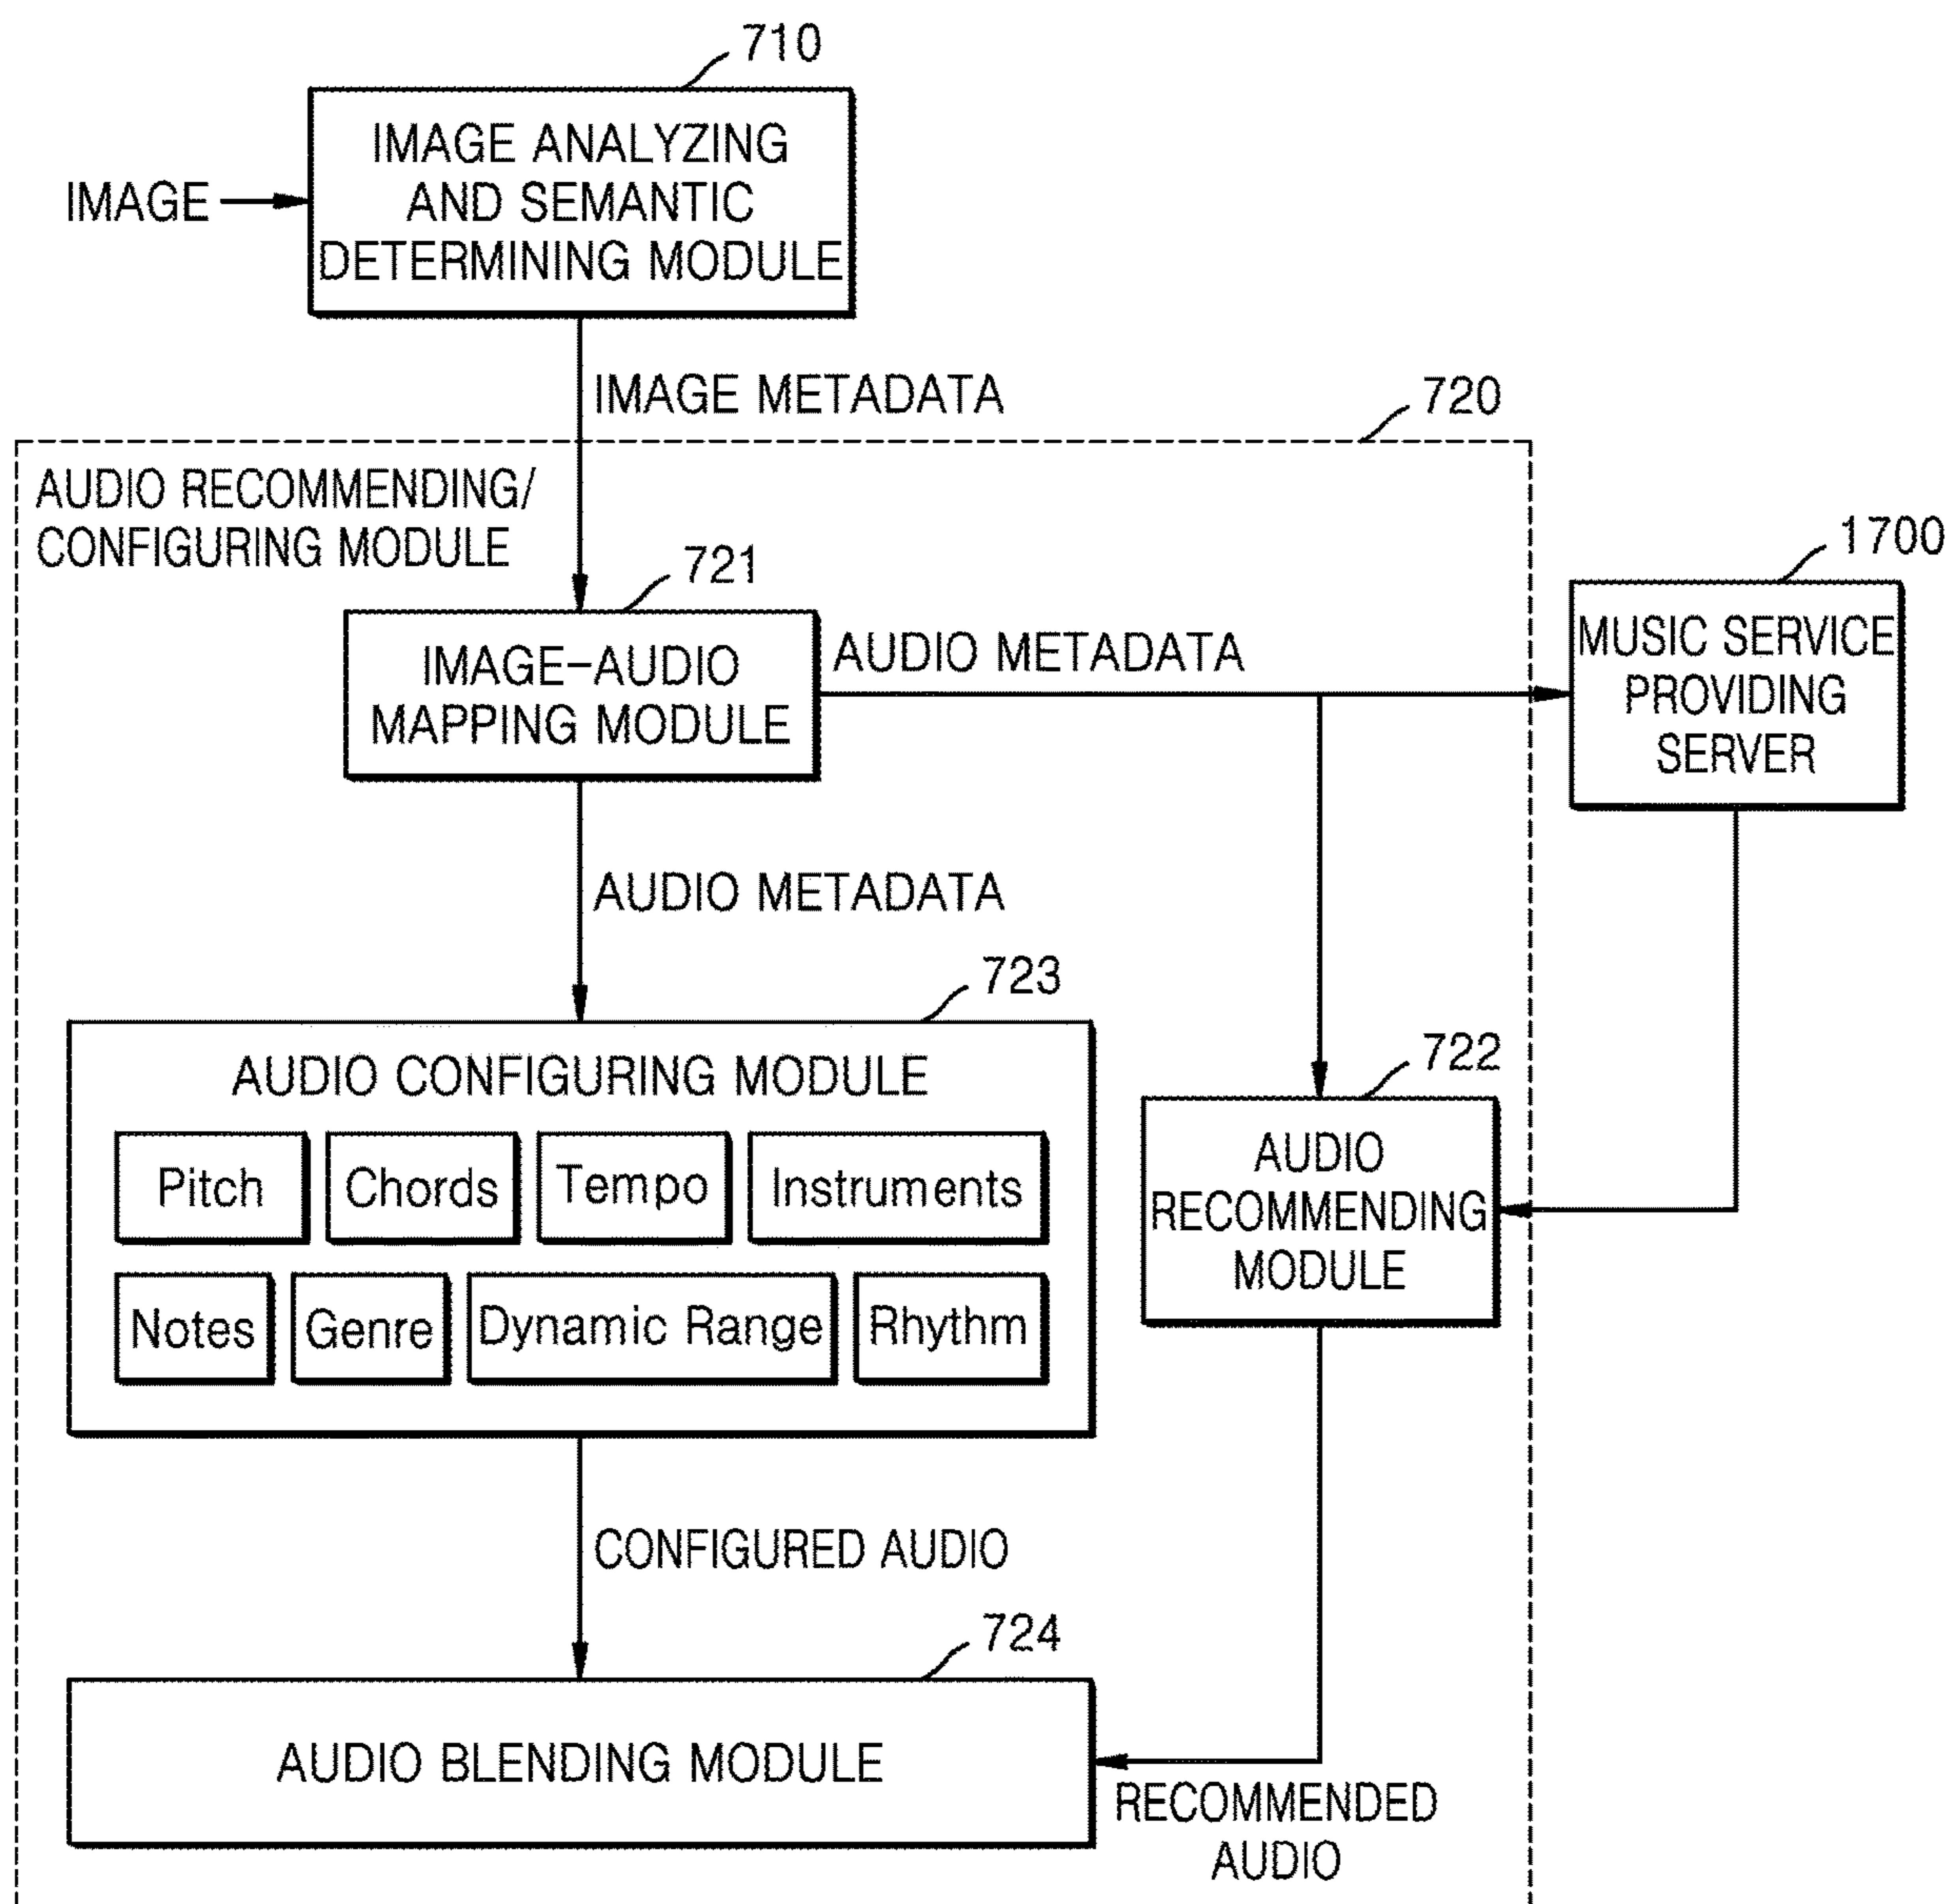 710
IMAGE ANALYZING
AND SEMANTIC
DETERMINING MODULE
IMAGE
IMAGE METADATA
720
AUDIO RECOMMENDING/
CONFIGURING MODULE
721
1700
IMAGE-AUDIO
MAPPING MODULE
AUDIO METADATA
MUSIC SERVICE
PROVIDING
SERVER
AUDIO METADATA
723
AUDIO CONFIGURING MODULE
Pitch
Chords
Tempo
Instruments
Notes
Genre
Dynamic Range
Rhythm
722
AUDIO
RECOMMENDING
MODULE
CONFIGURED AUDIO
724
AUDIO BLENDING MODULE
RECOMMENDED
AUDIO